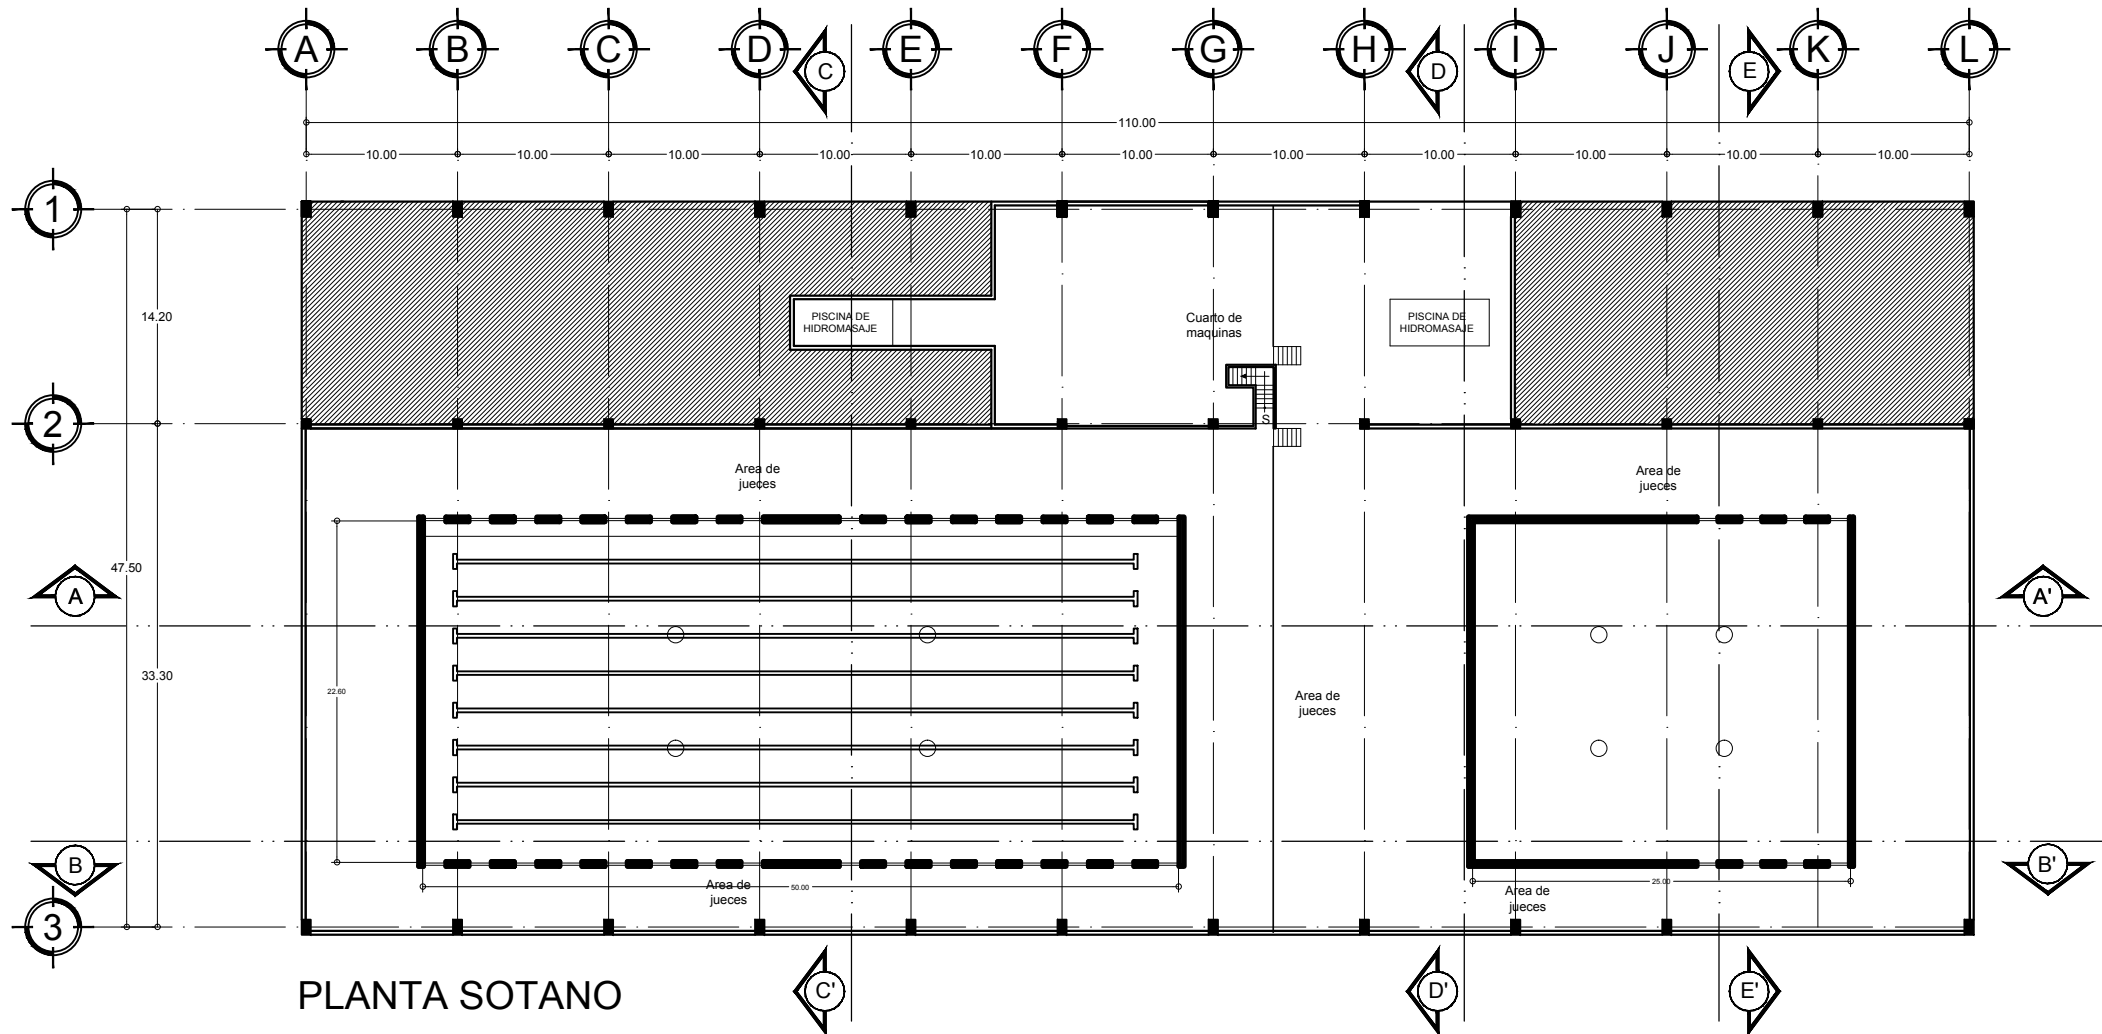 A B C D C E F G H D I J E K L
110.00
10.00 10.00 10.00 10.00 10.00 10.00 10.00 10.00 10.00 10.00 10.00
1
14.20
PISCINA DE
HIDROMASAJE
Cuarto de
maquinas
PISCINA DE
HIDROMASAJE
2
S
Area de
jueces
Area de
jueces
47.50
A
A'
33.30
22.60
Area de
jueces
B
B'
50.00
25.00
Area de
jueces
Area de
jueces
3
PLANTA SOTANO
C'
D'
E'